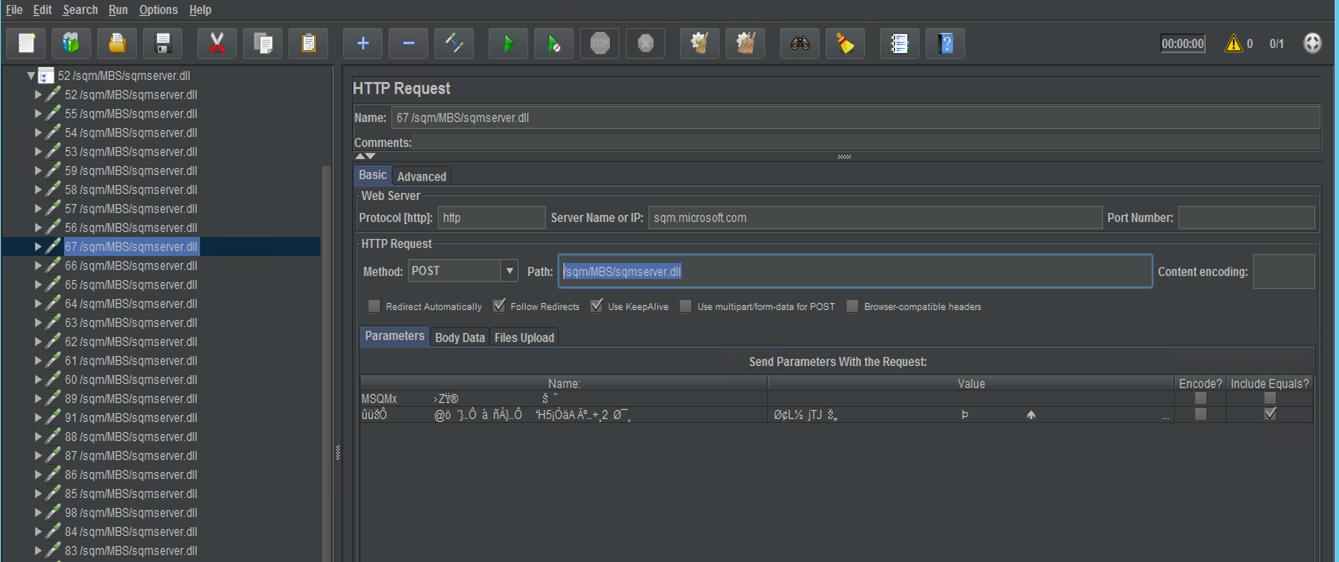 File Edit Search Run Options Help
00:00:00 0 0/1
52 /sqm/MBS/sqmserver.dll
52 /sqm/MBS/sqmserver.dll
55 /sqm/MBS/sqmserver.dll
54 /sqm/MBS/sqmserver.dll
53 /sqm/MBS/sqmserver.dll
59 /sqm/MBS/sqmserver.dll
58 /sqm/MBS/sqmserver.dll
57 /sqm/MBS/sqmserver.dll
56 /sqm/MBS/sqmserver.dll
67 /sqm/MBS/sqmserver.dll
66 /sqm/MBS/sqmserver.dll
65 /sqm/MBS/sqmserver.dll
64 /sqm/MBS/sqmserver.dll
63 /sqm/MBS/sqmserver.dll
62 /sqm/MBS/sqmserver.dll
61 /sqm/MBS/sqmserver.dll
60 /sqm/MBS/sqmserver.dll
89 /sqm/MBS/sqmserver.dll
91 /sqm/MBS/sqmserver.dll
88 /sqm/MBS/sqmserver.dll
87 /sqm/MBS/sqmserver.dll
86 /sqm/MBS/sqmserver.dll
85 /sqm/MBS/sqmserver.dll
98 /sqm/MBS/sqmserver.dll
84 /sqm/MBS/sqmserver.dll
83 /sqm/MBS/sqmserver.dll
HTTP Request
Name: 67 /sqm/MBS/sqmserver.dll
Comments:
Basic Advanced
Web Server
Protocol [http]: http Server Name or IP: sqm.microsoft.com Port Number:
HTTP Request
Method: POST Path: /sqm/MBS/sqmserver.dll Content encoding:
Redirect Automatically Follow Redirects Use KeepAlive Use multipart/form-data for POST Browser-compatible headers
Parameters Body Data Files Upload
Send Parameters With the Request:
Name: Value Encode? Include Equals?
MSQMx
ûüŠÔ